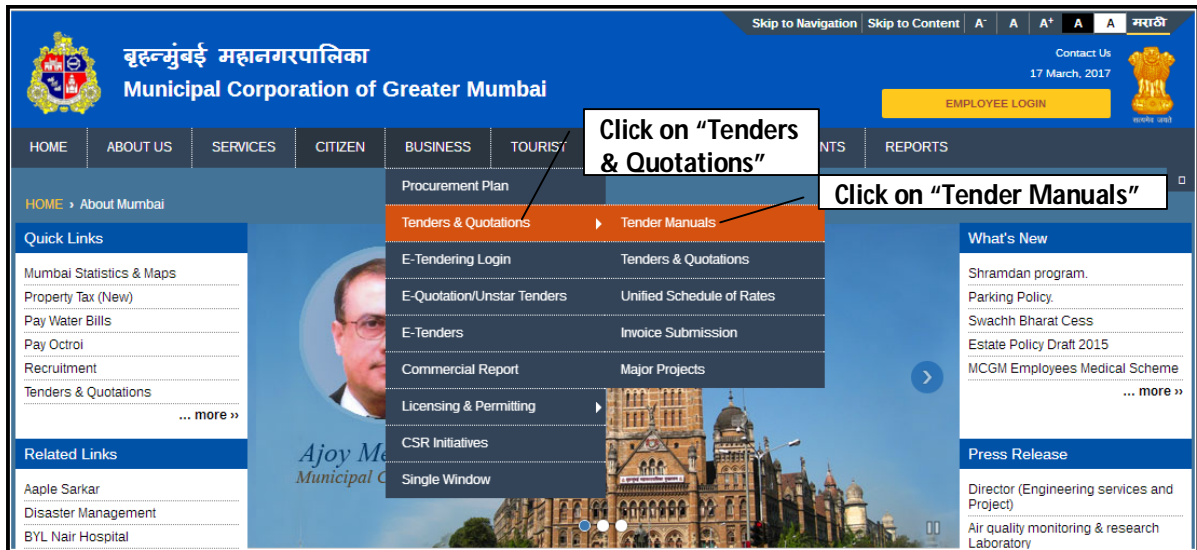 Skip to Navigation Skip to Content A- A A+ A A मराठी
बृहन्मुंबई महानगरपालिका
Municipal Corporation of Greater Mumbai
Contact Us
17 March, 2017
EMPLOYEE LOGIN
सत्यमेव जयते
Click on “Tenders
& Quotations”
HOME ABOUT US SERVICES CITIZEN BUSINESS TOURIST NTS REPORTS
Click on “Tender Manuals”
HOME › About Mumbai
Procurement Plan
Tenders & Quotations
E-Tendering Login
E-Quotation/Unstar Tenders
E-Tenders
Commercial Report
Licensing & Permitting
CSR Initiatives
Single Window
Tender Manuals
Tenders & Quotations
Unified Schedule of Rates
Invoice Submission
Major Projects
Quick Links
Mumbai Statistics & Maps
Property Tax (New)
Pay Water Bills
Pay Octroi
Recruitment
Tenders & Quotations
... more ››
Related Links
Aaple Sarkar
Disaster Management
BYL Nair Hospital
Ajoy Me
Municipal C
What's New
Shramdan program.
Parking Policy.
Swachh Bharat Cess
Estate Policy Draft 2015
MCGM Employees Medical Scheme
... more ››
Press Release
Director (Engineering services and
Project)
Air quality monitoring & research
Laboratory